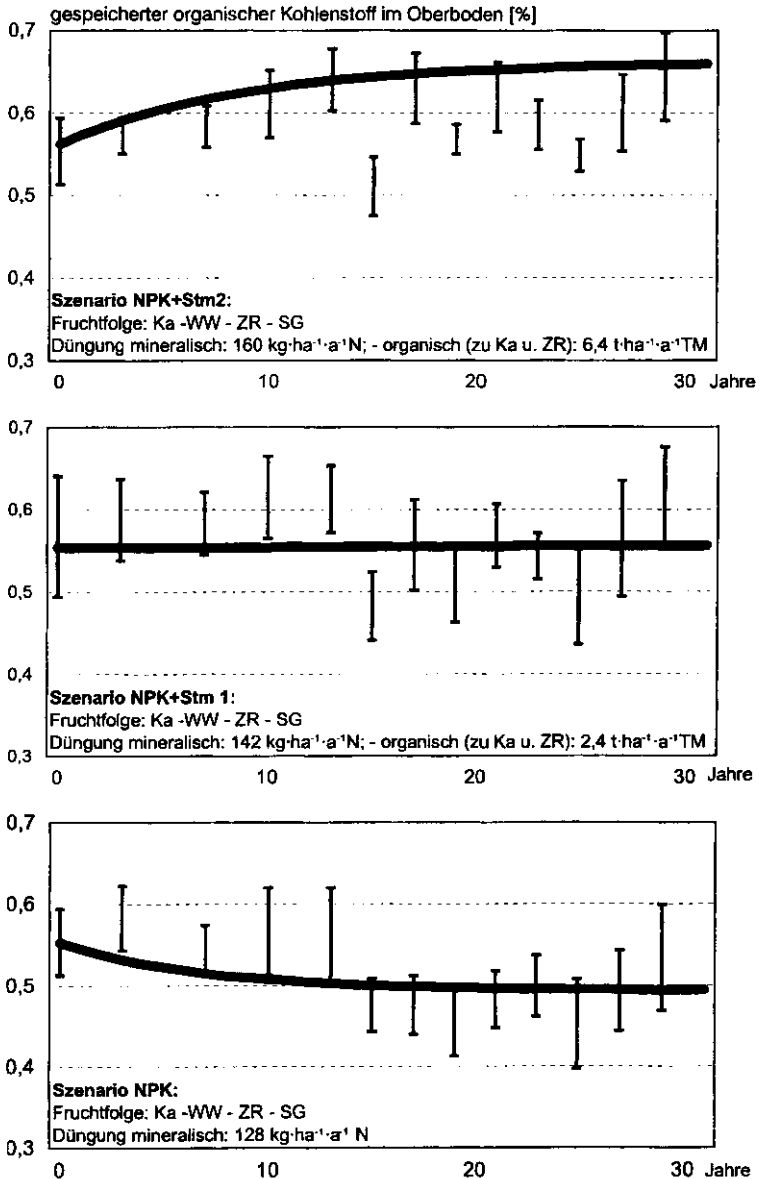 gespeicherter organischer Kohlenstoff im Oberboden [%]
0,7
0,6
0,5
0,4
0,3
Szenario NPK+Stm2:
Fruchtfolge: Ka -WW - ZR - SG
Düngung mineralisch: 160 kg·ha⁻¹·a⁻¹N; - organisch (zu Ka u. ZR): 6,4 t·ha⁻¹·a⁻¹TM
0 10 20 30 Jahre
0,7
0,6
0,5
0,4
0,3
Szenario NPK+Stm 1:
Fruchtfolge: Ka -WW - ZR - SG
Düngung mineralisch: 142 kg·ha⁻¹·a⁻¹N; - organisch (zu Ka u. ZR): 2,4 t·ha⁻¹·a⁻¹TM
0 10 20 30 Jahre
0,7
0,6
0,5
0,4
0,3
Szenario NPK:
Fruchtfolge: Ka -WW - ZR - SG
Düngung mineralisch: 128 kg·ha⁻¹·a⁻¹ N
0 10 20 30 Jahre